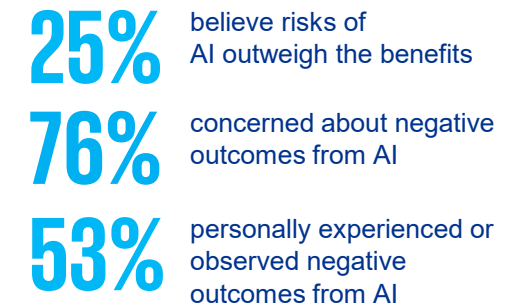 25%
believe risks of
AI outweigh the benefits
76%
concerned about negative
outcomes from AI
53%
personally experienced or
observed negative
outcomes from AI